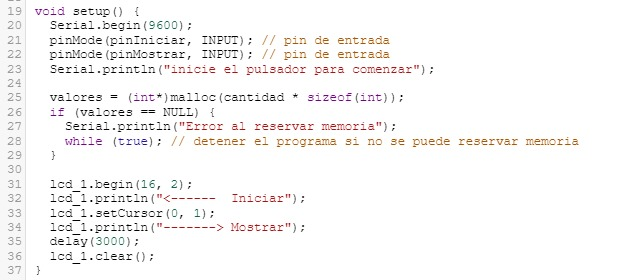 19 void setup() {
20   Serial.begin(9600);
21   pinMode(pinIniciar, INPUT); // pin de entrada
22   pinMode(pinMostrar, INPUT); // pin de entrada
23   Serial.println("inicie el pulsador para comenzar");
24
25   valores = (int*)malloc(cantidad * sizeof(int));
26   if (valores == NULL) {
27     Serial.println("Error al reservar memoria");
28     while (true); // detener el programa si no se puede reservar memoria
29   }
30
31   lcd_1.begin(16, 2);
32   lcd_1.println("<------  Iniciar");
33   lcd_1.setCursor(0, 1);
34   lcd_1.println("-------> Mostrar");
35   delay(3000);
36   lcd_1.clear();
37 }